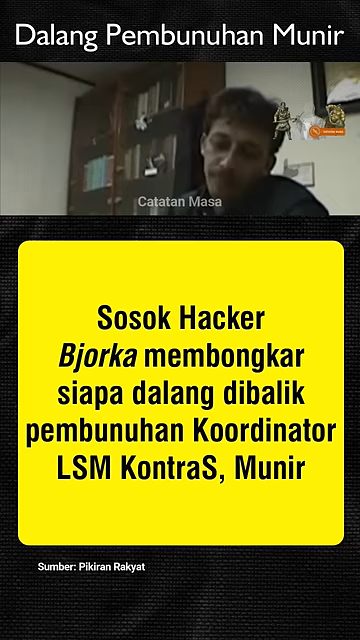 Dalang Pembunuhan Munir
Catatan Masa
Sosok Hacker
Bjorka membongkar
siapa dalang dibalik
pembunuhan Koordinator
LSM KontraS, Munir
Sumber: Pikiran Rakyat